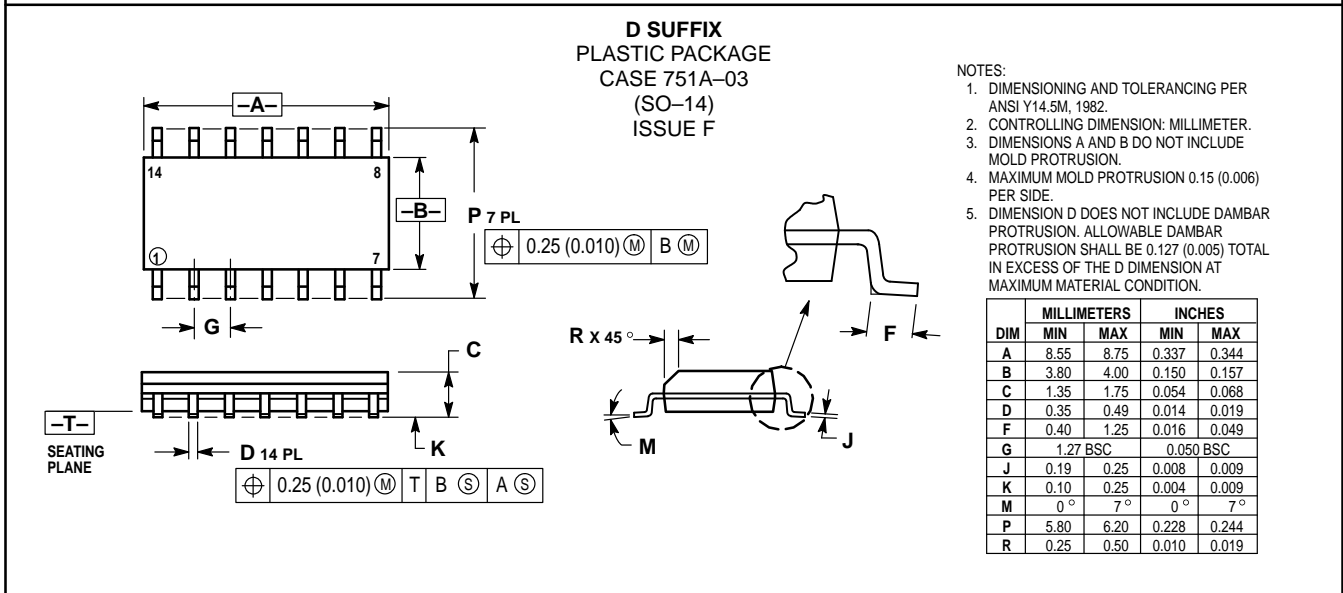 D SUFFIX
PLASTIC PACKAGE
CASE 751A–03
(SO–14)
ISSUE F
–A–
14 8
–B–
P 7 PL
⌖ 0.25 (0.010) Ⓜ B Ⓜ
1 7
G
C
–T–
SEATING
PLANE
D 14 PL
K
⌖ 0.25 (0.010) Ⓜ T B Ⓢ A Ⓢ
R X 45 °
M
J
F
NOTES:
1. DIMENSIONING AND TOLERANCING PER
ANSI Y14.5M, 1982.
2. CONTROLLING DIMENSION: MILLIMETER.
3. DIMENSIONS A AND B DO NOT INCLUDE
MOLD PROTRUSION.
4. MAXIMUM MOLD PROTRUSION 0.15 (0.006)
PER SIDE.
5. DIMENSION D DOES NOT INCLUDE DAMBAR
PROTRUSION. ALLOWABLE DAMBAR
PROTRUSION SHALL BE 0.127 (0.005) TOTAL
IN EXCESS OF THE D DIMENSION AT
MAXIMUM MATERIAL CONDITION.
MILLIMETERS INCHES
DIM MIN MAX MIN MAX
A 8.55 8.75 0.337 0.344
B 3.80 4.00 0.150 0.157
C 1.35 1.75 0.054 0.068
D 0.35 0.49 0.014 0.019
F 0.40 1.25 0.016 0.049
G 1.27 BSC 0.050 BSC
J 0.19 0.25 0.008 0.009
K 0.10 0.25 0.004 0.009
M 0 ° 7 ° 0 ° 7 °
P 5.80 6.20 0.228 0.244
R 0.25 0.50 0.010 0.019